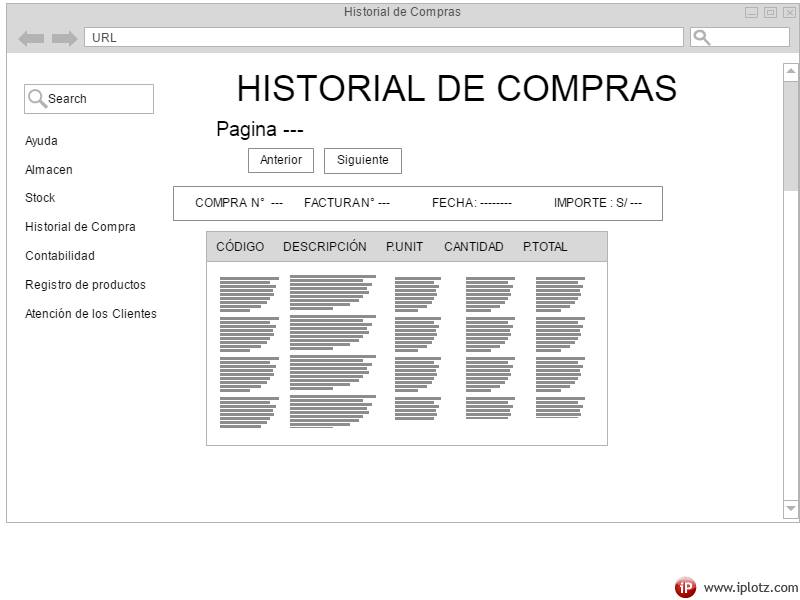 Historial de Compras
URL
HISTORIAL DE COMPRAS
Search
Pagina ---
Anterior Siguiente
Ayuda
Almacen
Stock
Historial de Compra
Contabilidad
Registro de productos
Atención de los Clientes
COMPRA N° --- FACTURA N° --- FECHA: -------- IMPORTE : S/ ---
CÓDIGO DESCRIPCIÓN P.UNIT CANTIDAD P.TOTAL
iP www.iplotz.com